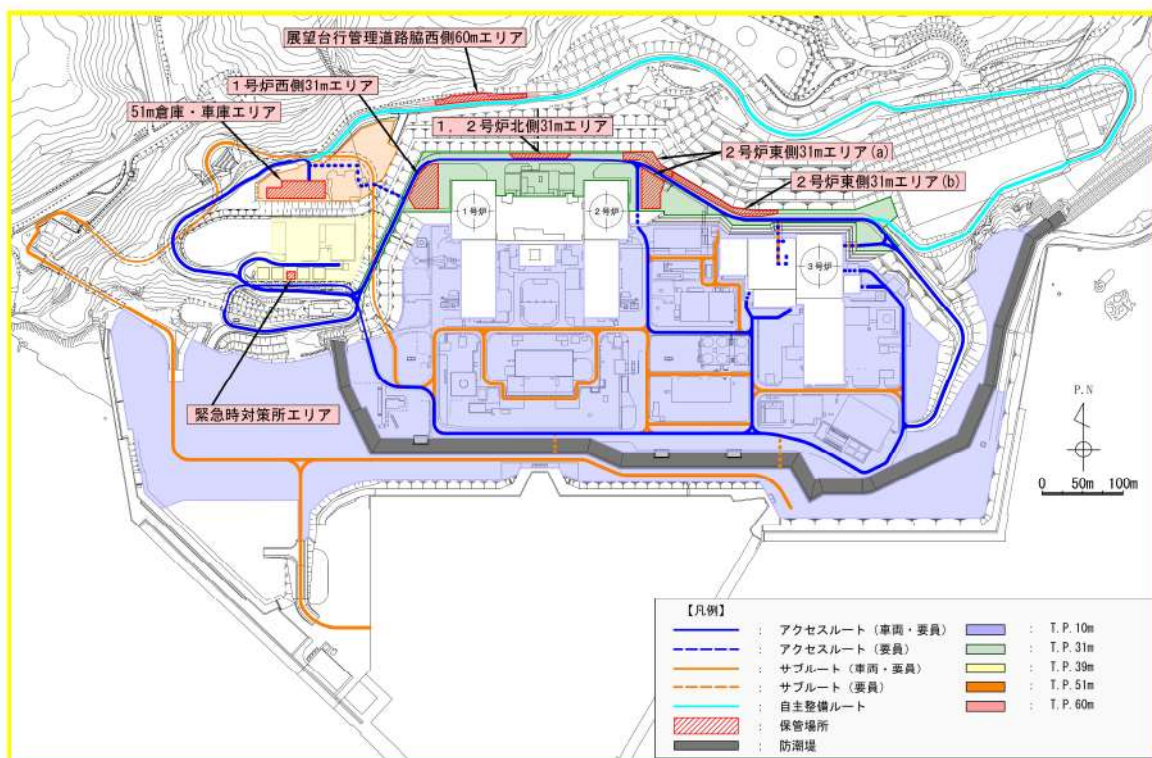 展望台行管理道路脇西側60mエリア
1号炉西側31mエリア
51m倉庫・車庫エリア
1，2号炉北側31mエリア
2号炉東側31mエリア(a)
2号炉東側31mエリア(b)
1号炉
2号炉
3号炉
緊急時対策所エリア
P.N
0 50m 100m
【凡例】
： アクセスルート（車両・要員） ： T.P.10m
： アクセスルート（要員） ： T.P.31m
： サブルート（車両・要員） ： T.P.39m
： サブルート（要員） ： T.P.51m
： 自主整備ルート ： T.P.60m
： 保管場所
： 防潮堤